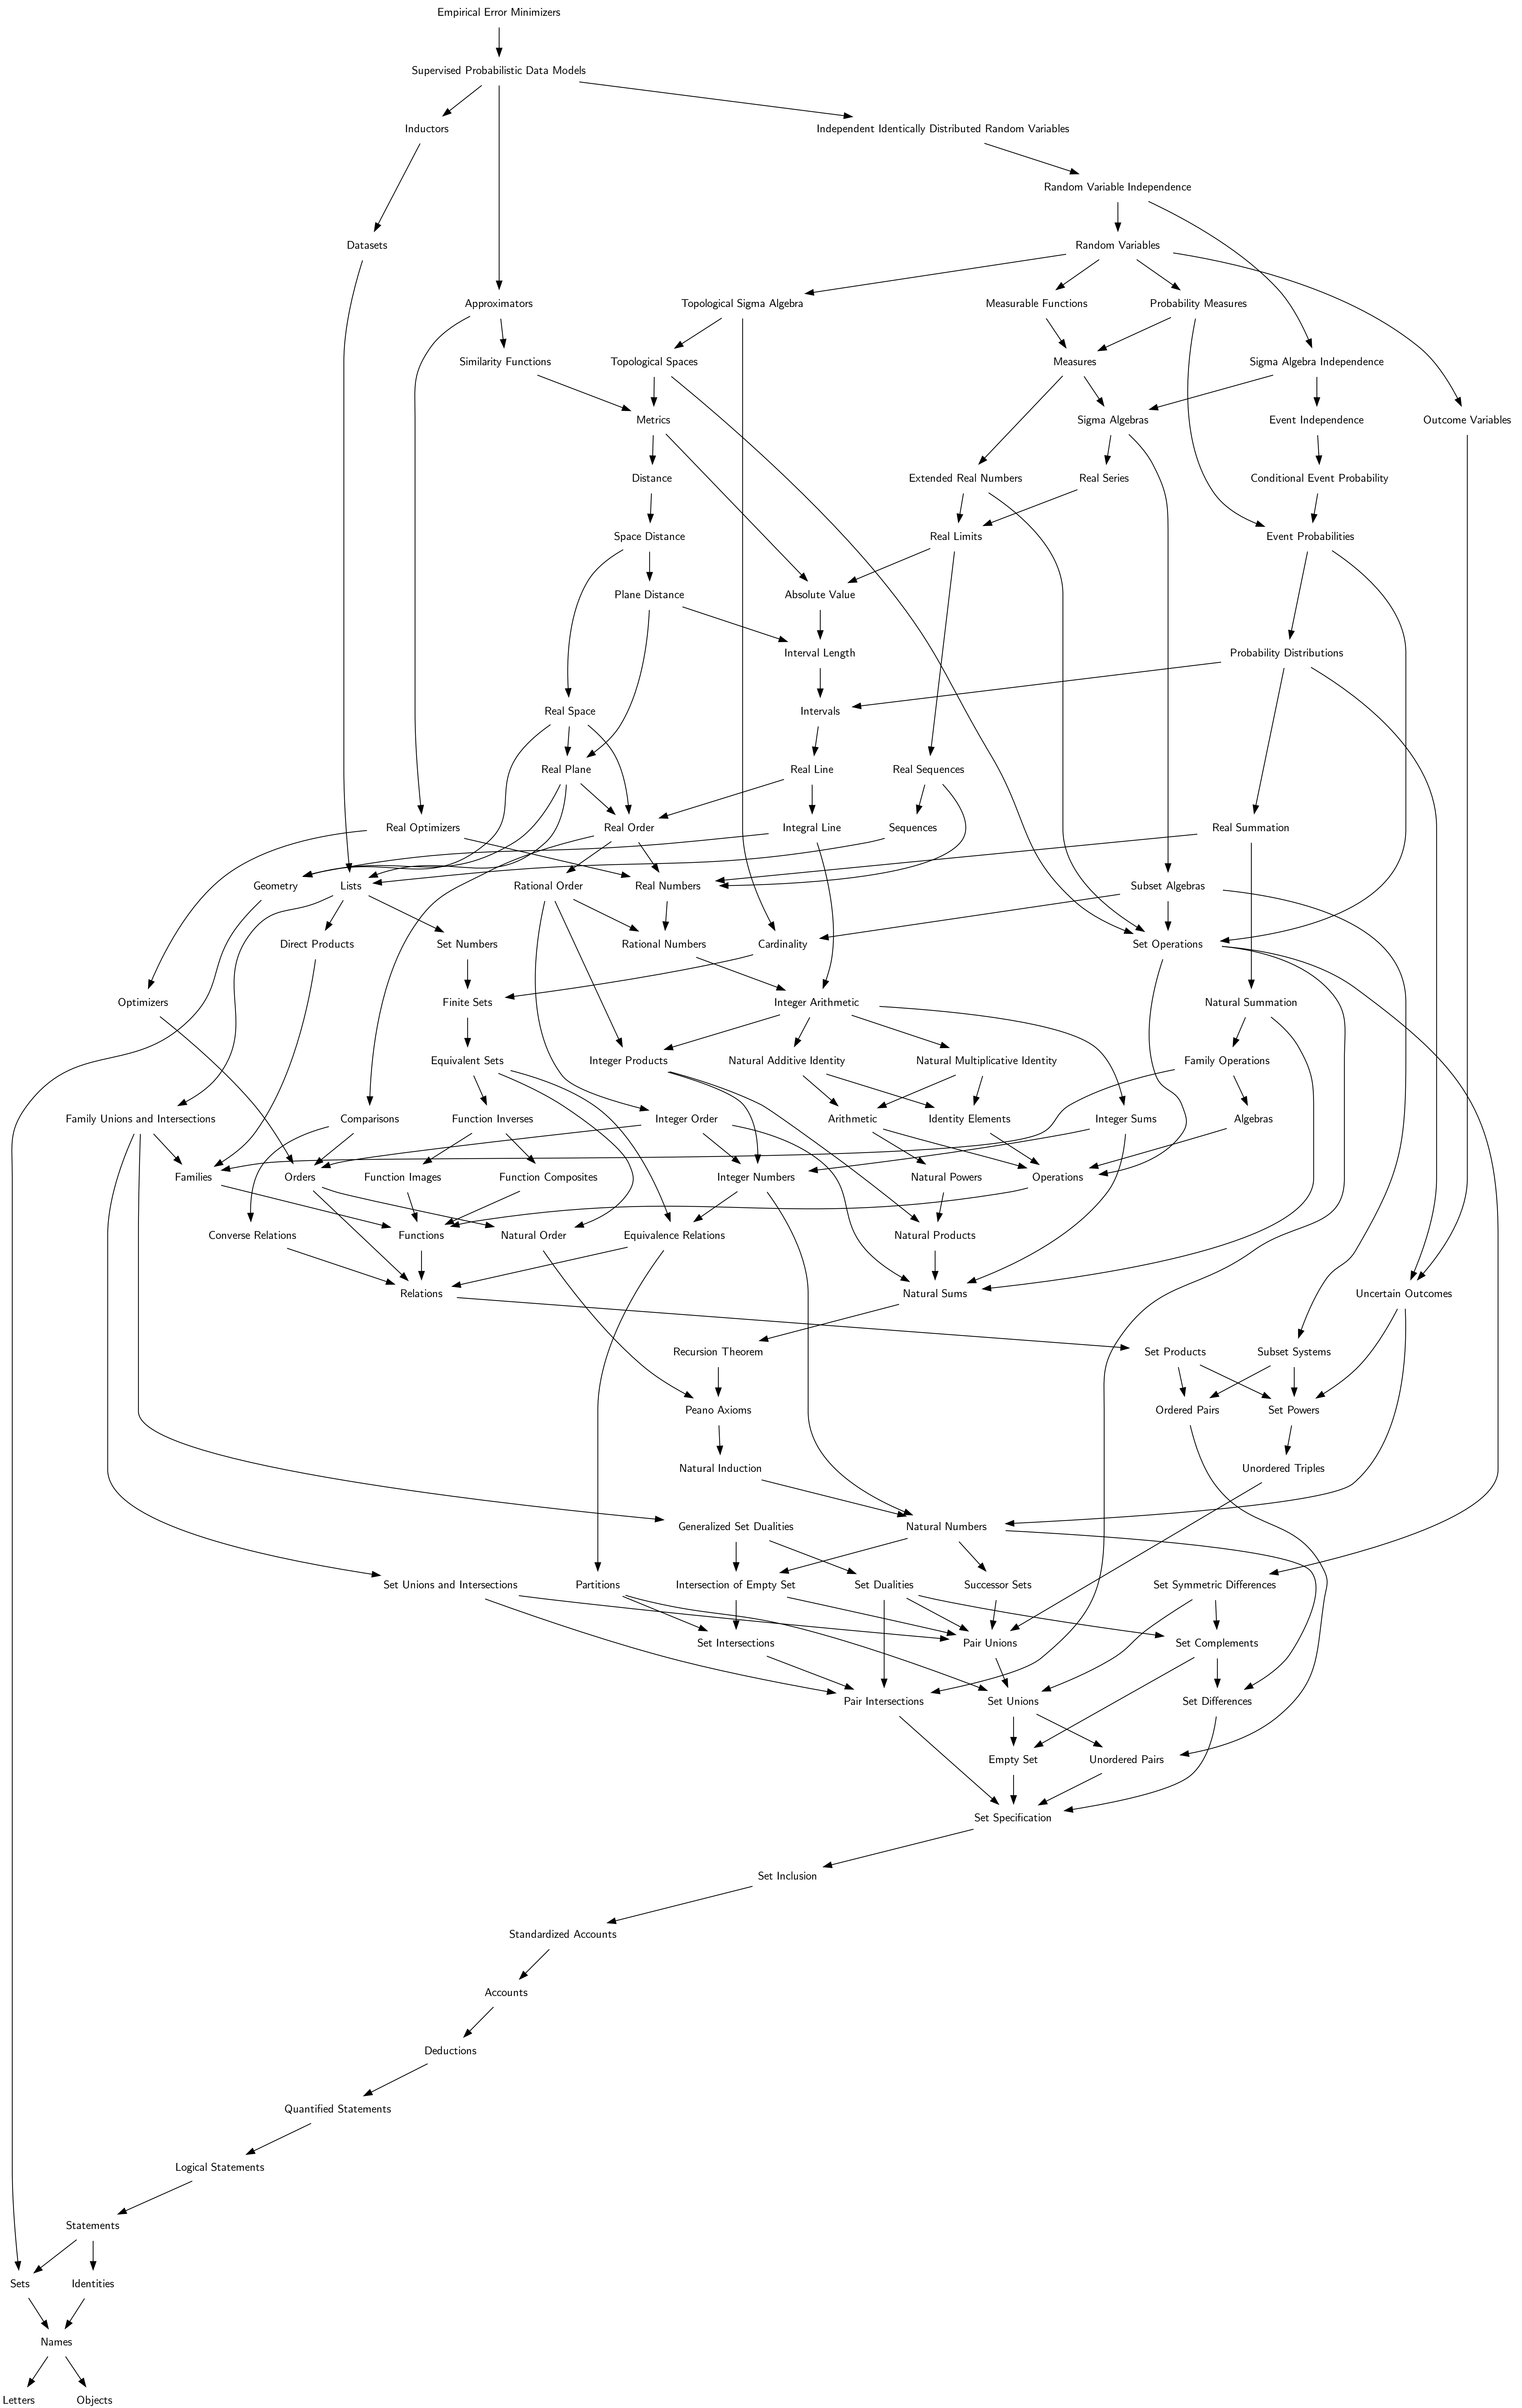 Empirical Error Minimizers
Supervised Probabilistic Data Models
Inductors
Independent Identically Distributed Random Variables
Random Variable Independence
Datasets
Random Variables
Approximators
Topological Sigma Algebra
Measurable Functions
Probability Measures
Similarity Functions
Topological Spaces
Measures
Sigma Algebra Independence
Metrics
Sigma Algebras
Event Independence
Outcome Variables
Distance
Extended Real Numbers
Real Series
Conditional Event Probability
Space Distance
Real Limits
Event Probabilities
Plane Distance
Absolute Value
Interval Length
Probability Distributions
Real Space
Intervals
Real Plane
Real Line
Real Sequences
Real Optimizers
Real Order
Integral Line
Sequences
Real Summation
Geometry
Lists
Rational Order
Real Numbers
Subset Algebras
Direct Products
Set Numbers
Rational Numbers
Cardinality
Set Operations
Optimizers
Finite Sets
Integer Arithmetic
Natural Summation
Equivalent Sets
Integer Products
Natural Additive Identity
Natural Multiplicative Identity
Family Operations
Family Unions and Intersections
Comparisons
Function Inverses
Integer Order
Arithmetic
Identity Elements
Integer Sums
Algebras
Families
Orders
Function Images
Function Composites
Integer Numbers
Natural Powers
Operations
Converse Relations
Functions
Natural Order
Equivalence Relations
Natural Products
Relations
Natural Sums
Uncertain Outcomes
Recursion Theorem
Set Products
Subset Systems
Peano Axioms
Ordered Pairs
Set Powers
Natural Induction
Unordered Triples
Generalized Set Dualities
Natural Numbers
Set Unions and Intersections
Partitions
Intersection of Empty Set
Set Dualities
Successor Sets
Set Symmetric Differences
Set Intersections
Pair Unions
Set Complements
Pair Intersections
Set Unions
Set Differences
Empty Set
Unordered Pairs
Set Specification
Set Inclusion
Standardized Accounts
Accounts
Deductions
Quantified Statements
Logical Statements
Statements
Sets
Identities
Names
Letters
Objects